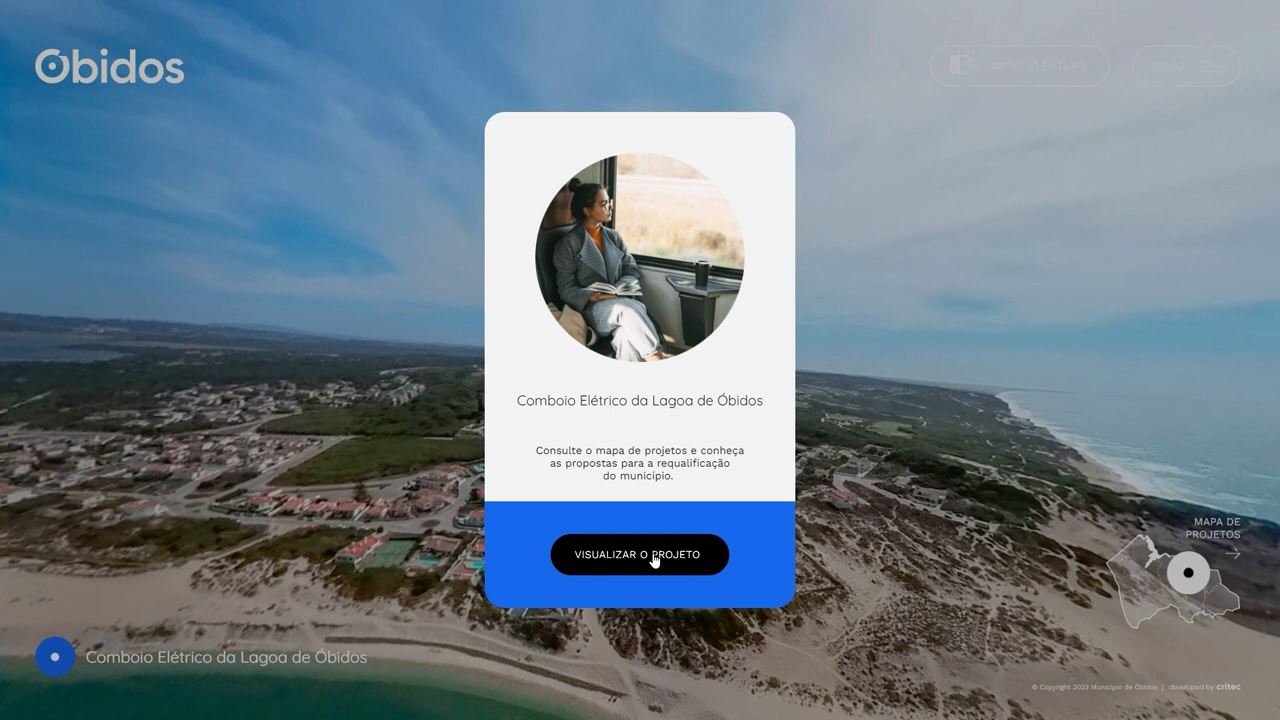 Óbidos
IMPACTO FUTURO
MENU
Comboio Elétrico da Lagoa de Óbidos
Consulte o mapa de projetos e conheça
as propostas para a requalificação
do município.
VISUALIZAR O PROJETO
MAPA DE
PROJETOS
Comboio Elétrico da Lagoa de Óbidos
© Copyright 2023 Município de Óbidos | developed by critec